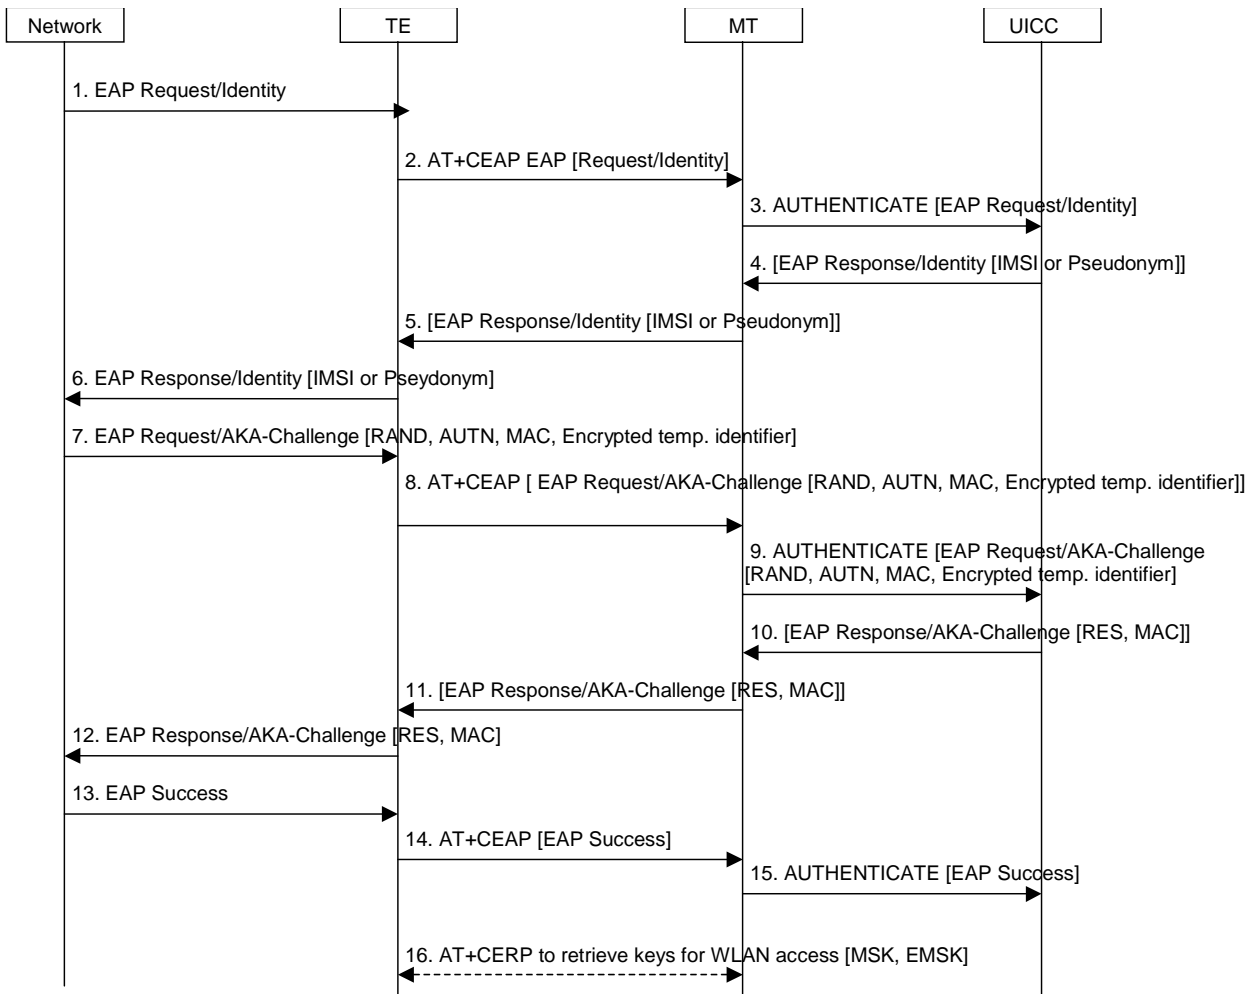 Network
TE
MT
UICC
1. EAP Request/Identity
2. AT+CEAP EAP [Request/Identity]
3. AUTHENTICATE [EAP Request/Identity]
4. [EAP Response/Identity [IMSI or Pseudonym]]
5. [EAP Response/Identity [IMSI or Pseudonym]]
6. EAP Response/Identity [IMSI or Pseydonym]
7. EAP Request/AKA-Challenge [RAND, AUTN, MAC, Encrypted temp. identifier]
8. AT+CEAP [ EAP Request/AKA-Challenge [RAND, AUTN, MAC, Encrypted temp. identifier]]
9. AUTHENTICATE [EAP Request/AKA-Challenge
[RAND, AUTN, MAC, Encrypted temp. identifier]
10. [EAP Response/AKA-Challenge [RES, MAC]]
11. [EAP Response/AKA-Challenge [RES, MAC]]
12. EAP Response/AKA-Challenge [RES, MAC]
13. EAP Success
14. AT+CEAP [EAP Success]
15. AUTHENTICATE [EAP Success]
16. AT+CERP to retrieve keys for WLAN access [MSK, EMSK]